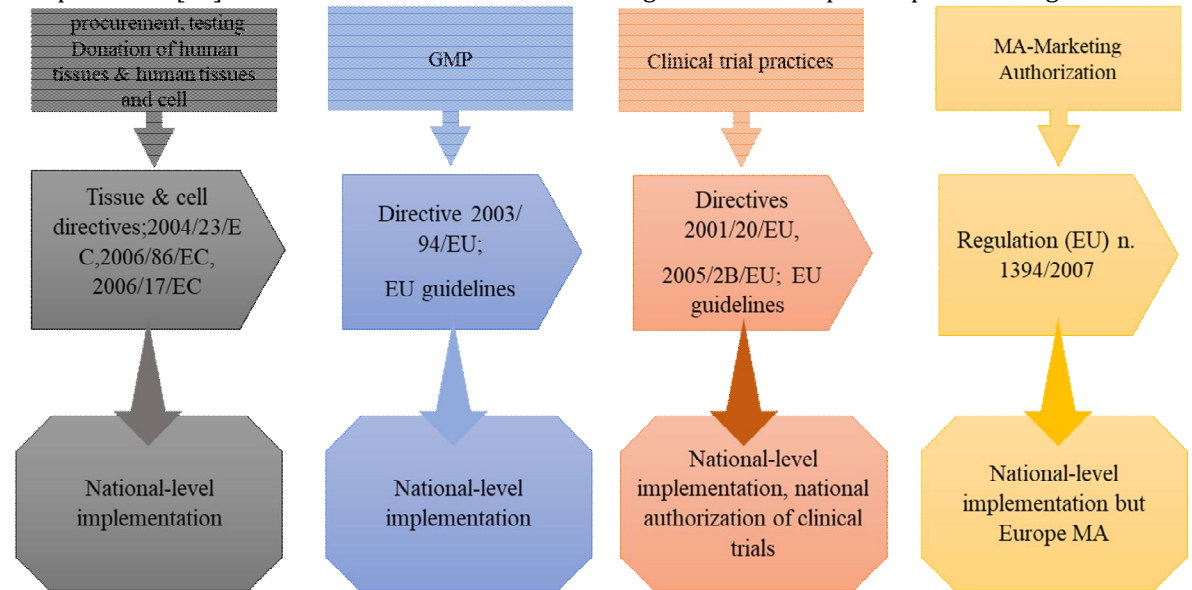 procurement, testing
Donation of human
tissues & human tissues
and cell
GMP
Clinical trial practices
MA-Marketing
Authorization
Tissue & cell
directives;2004/23/E
C,2006/86/EC,
2006/17/EC
Directive 2003/
94/EU;
EU guidelines
Directives
2001/20/EU,
2005/2B/EU; EU
guidelines
Regulation (EU) n.
1394/2007
National-level
implementation
National-level
implementation
National-level
implementation, national
authorization of clinical
trials
National-level
implementation but
Europe MA